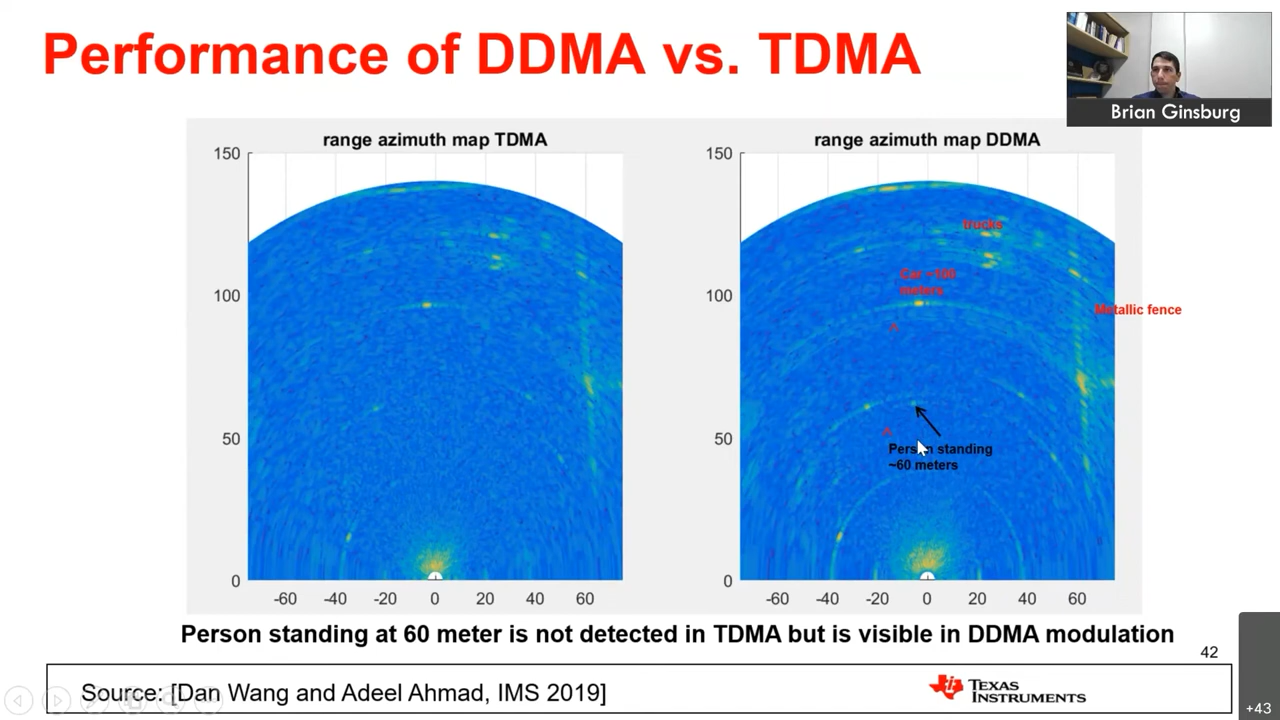 Performance of DDMA vs. TDMA
Brian Ginsburg
range azimuth map TDMA
150
100
50
0
-60 -40 -20 0 20 40 60
range azimuth map DDMA
150
100
50
0
-60 -40 -20 0 20 40 60
trucks
Car ~100
meters
Metallic fence
Person standing
~60 meters
Person standing at 60 meter is not detected in TDMA but is visible in DDMA modulation
42
Source: [Dan Wang and Adeel Ahmad, IMS 2019]
TEXAS
INSTRUMENTS
+43